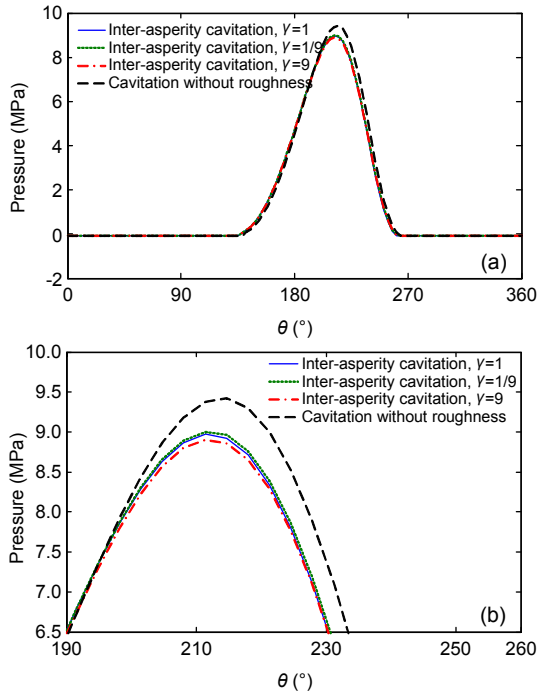 10
8
6
4
2
0
-2
Pressure (MPa)
Inter-asperity cavitation, γ=1
Inter-asperity cavitation, γ=1/9
Inter-asperity cavitation, γ=9
Cavitation without roughness
(a)
0 90 180 270 360
θ (°)
10.0
9.5
9.0
8.5
8.0
7.5
7.0
6.5
Pressure (MPa)
Inter-asperity cavitation, γ=1
Inter-asperity cavitation, γ=1/9
Inter-asperity cavitation, γ=9
Cavitation without roughness
(b)
190 210 230 250 260
θ (°)